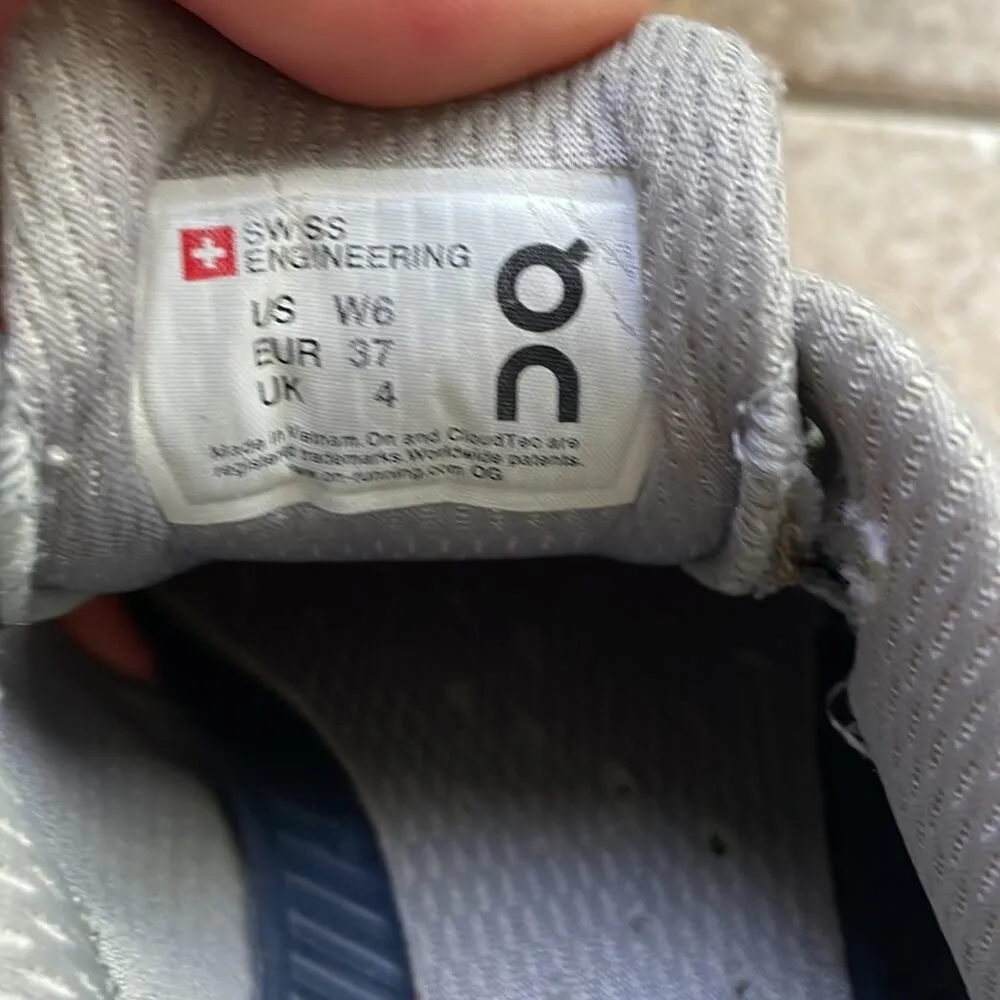 SWISS
ENGINEERING
US W6
EUR 37
UK 4
Made in Vietnam. On and CloudTec are
registered trademarks. Worldwide patents.
www.on-running.com OG
On